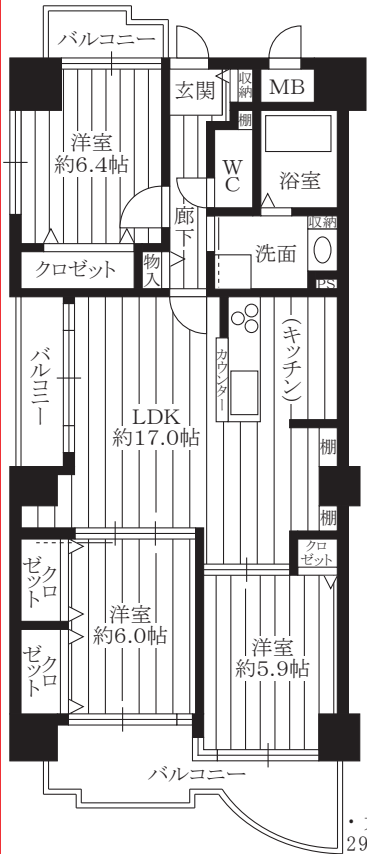 バルコニー
玄関
収納
MB
洋室
約6.4帖
棚
WC
浴室
廊下
収納
洗面
クロゼット
物入
PS
バルコニー
(キッチン)
カウンター
LDK
約17.0帖
棚
棚
クロゼット
クロゼット
洋室
約6.0帖
洋室
約5.9帖
クロゼット
バルコニー
29